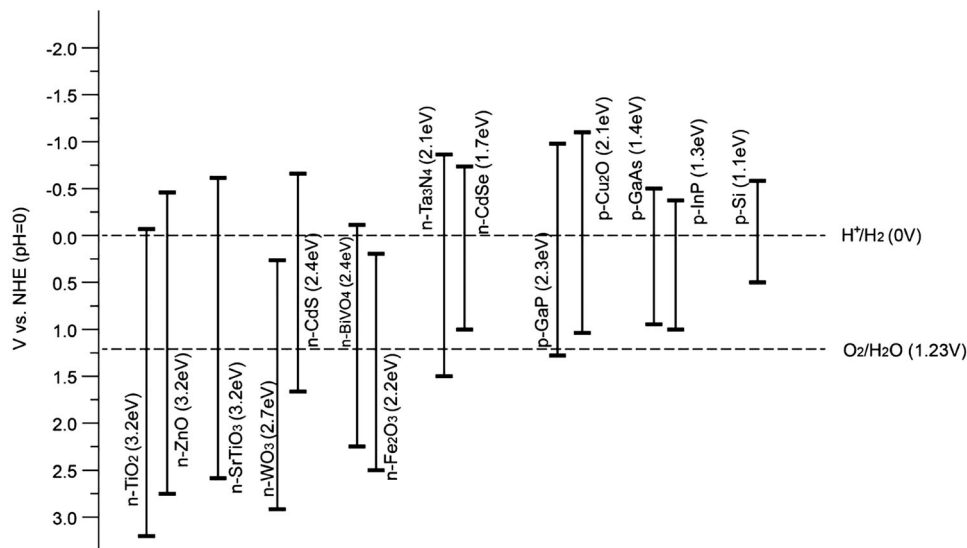 V vs. NHE (pH=0)
-2.0
-1.5
-1.0
-0.5
0.0
0.5
1.0
1.5
2.0
2.5
3.0
n-TiO2 (3.2eV)
n-ZnO (3.2eV)
n-SrTiO3 (3.2eV)
n-WO3 (2.7eV)
n-CdS (2.4eV)
n-BiVO4 (2.4eV)
n-Fe2O3 (2.2eV)
n-Ta3N4 (2.1eV)
n-CdSe (1.7eV)
p-GaP (2.3eV)
p-Cu2O (2.1eV)
p-GaAs (1.4eV)
p-InP (1.3eV)
p-Si (1.1eV)
H+/H2 (0V)
O2/H2O (1.23V)